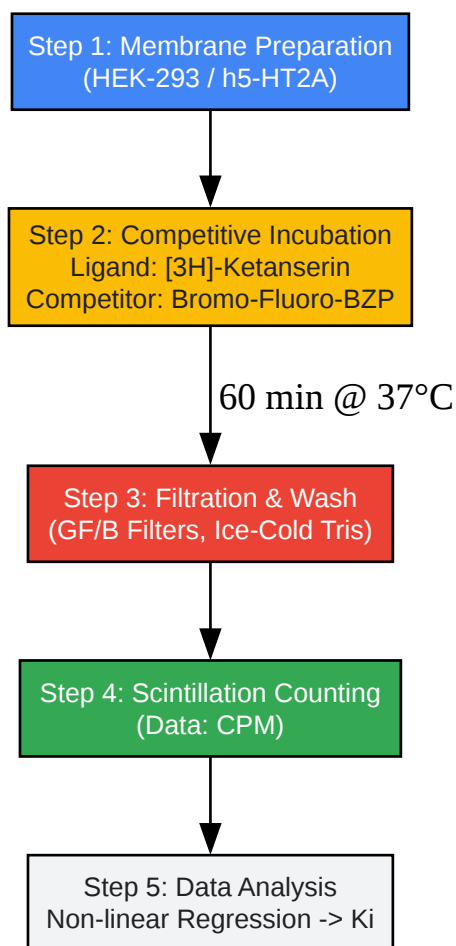 Step 1: Membrane Preparation
(HEK-293 / h5-HT2A)
Step 2: Competitive Incubation
Ligand: [3H]-Ketanserin
Competitor: Bromo-Fluoro-BZP
60 min @ 37°C
Step 3: Filtration & Wash
(GF/B Filters, Ice-Cold Tris)
Step 4: Scintillation Counting
(Data: CPM)
Step 5: Data Analysis
Non-linear Regression -> Ki